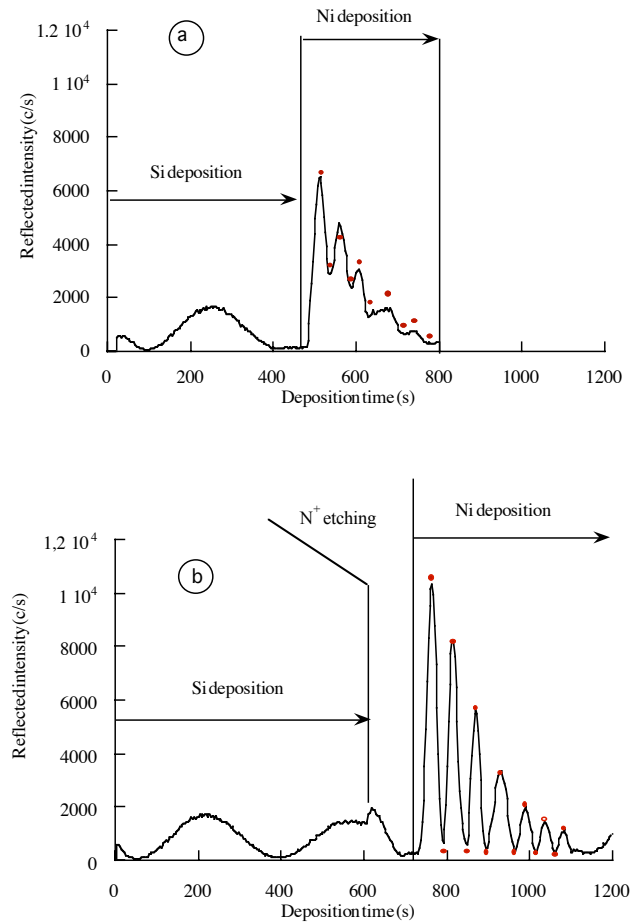 Ni deposition
1.2 10⁴
a
1 10⁴
8000
Si deposition
6000
4000
2000
0
Reflected intensity (c/s)
0 200 400 600 800 1000 1200
Deposition time (s)
N⁺ etching
Ni deposition
1,2 10⁴
b
1 10⁴
8000
Si deposition
6000
4000
2000
0
Reflected intensity (c/s)
0 200 400 600 800 1000 1200
Deposition time (s)